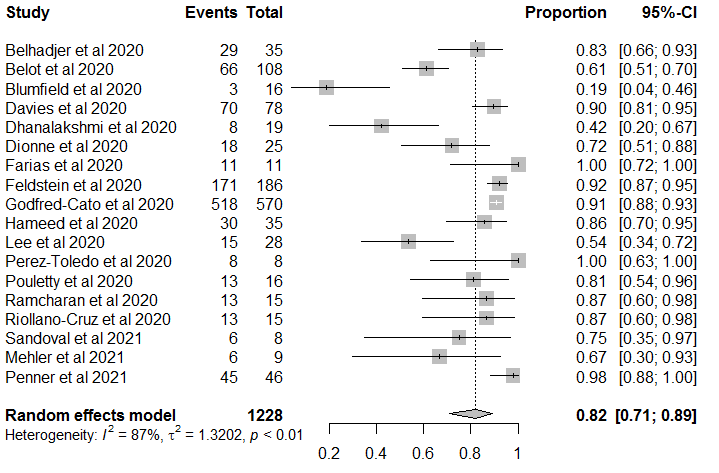 Study Events Total Proportion 95%-CI
Belhadjer et al 2020 29 35 0.83 [0.66; 0.93]
Belot et al 2020 66 108 0.61 [0.51; 0.70]
Blumfield et al 2020 3 16 0.19 [0.04; 0.46]
Davies et al 2020 70 78 0.90 [0.81; 0.95]
Dhanalakshmi et al 2020 8 19 0.42 [0.20; 0.67]
Dionne et al 2020 18 25 0.72 [0.51; 0.88]
Farias et al 2020 11 11 1.00 [0.72; 1.00]
Feldstein et al 2020 171 186 0.92 [0.87; 0.95]
Godfred-Cato et al 2020 518 570 0.91 [0.88; 0.93]
Hameed et al 2020 30 35 0.86 [0.70; 0.95]
Lee et al 2020 15 28 0.54 [0.34; 0.72]
Perez-Toledo et al 2020 8 8 1.00 [0.63; 1.00]
Pouletty et al 2020 13 16 0.81 [0.54; 0.96]
Ramcharan et al 2020 13 15 0.87 [0.60; 0.98]
Riollano-Cruz et al 2020 13 15 0.87 [0.60; 0.98]
Sandoval et al 2021 6 8 0.75 [0.35; 0.97]
Mehler et al 2021 6 9 0.67 [0.30; 0.93]
Penner et al 2021 45 46 0.98 [0.88; 1.00]
Random effects model 1228 0.82 [0.71; 0.89]
Heterogeneity: I² = 87%, τ² = 1.3202, p < 0.01
0.2 0.4 0.6 0.8 1